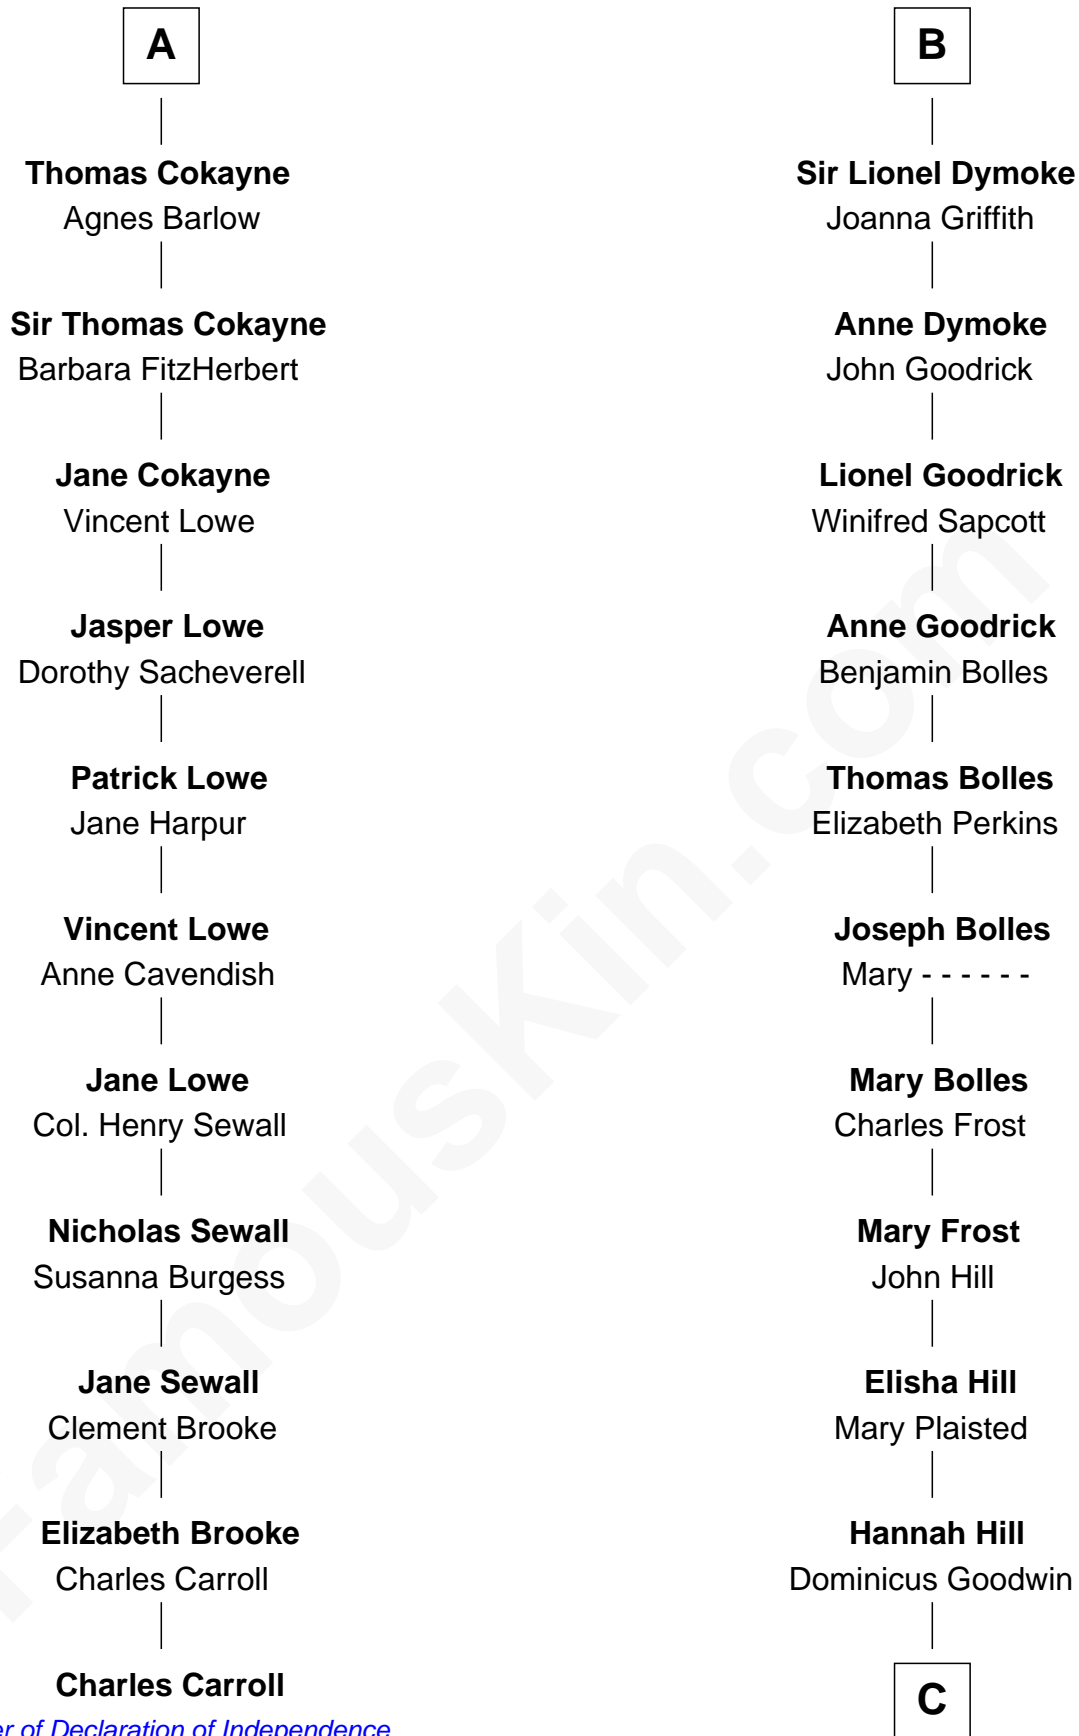 A
Thomas Cokayne
Agnes Barlow
Sir Thomas Cokayne
Barbara FitzHerbert
Jane Cokayne
Vincent Lowe
Jasper Lowe
Dorothy Sacheverell
Patrick Lowe
Jane Harpur
Vincent Lowe
Anne Cavendish
Jane Lowe
Col. Henry Sewall
Nicholas Sewall
Susanna Burgess
Jane Sewall
Clement Brooke
Elizabeth Brooke
Charles Carroll
Charles Carroll
of Declaration of Independence
B
Sir Lionel Dymoke
Joanna Griffith
Anne Dymoke
John Goodrick
Lionel Goodrick
Winifred Sapcott
Anne Goodrick
Benjamin Bolles
Thomas Bolles
Elizabeth Perkins
Joseph Bolles
Mary - - - - - -
Mary Bolles
Charles Frost
Mary Frost
John Hill
Elisha Hill
Mary Plaisted
Hannah Hill
Dominicus Goodwin
C
FamousKin.com